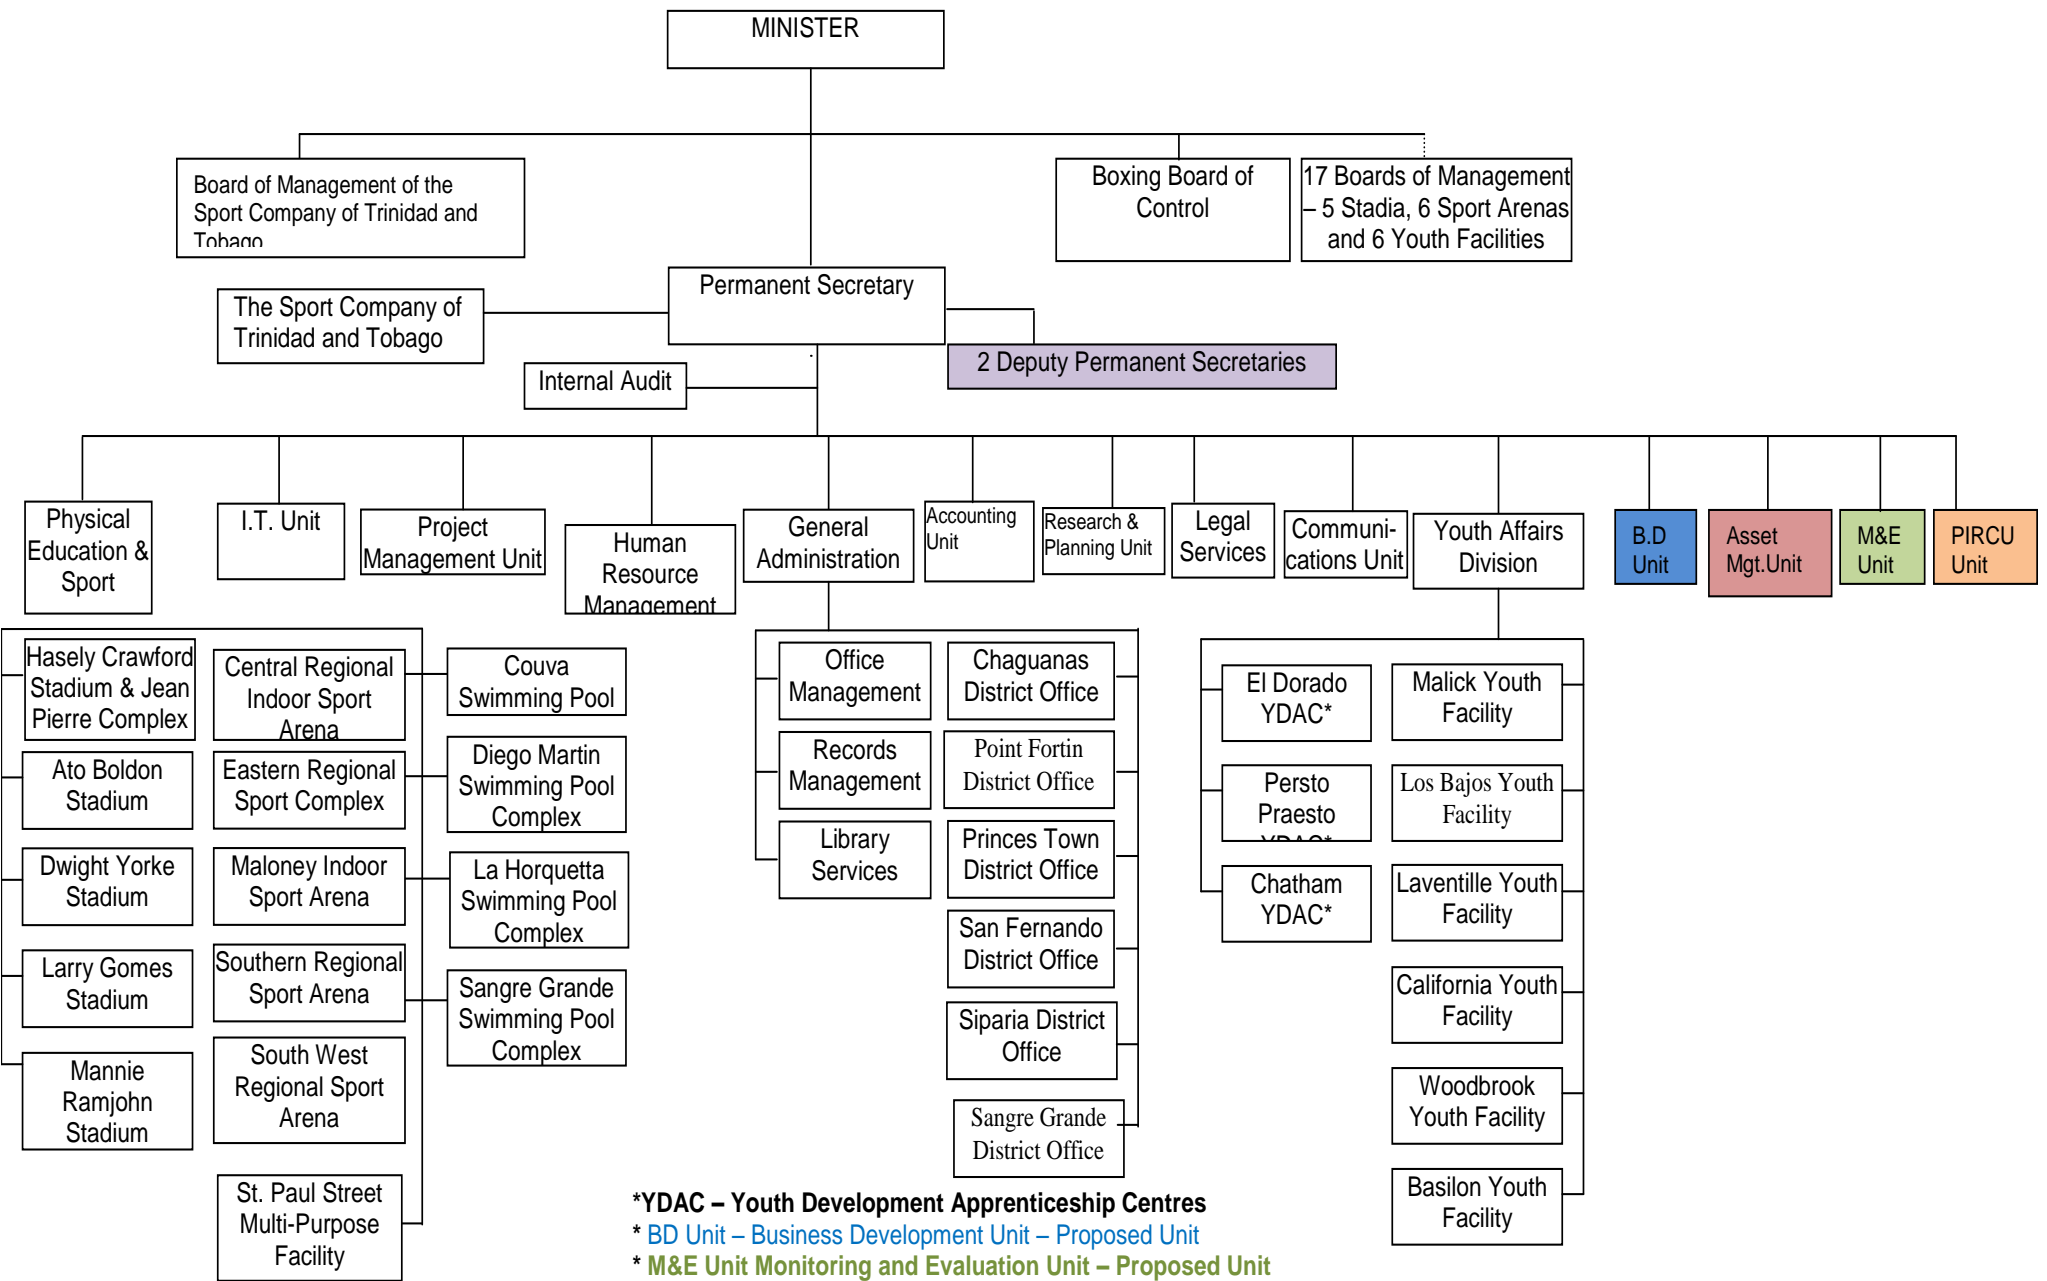 MINISTER
Board of Management of the
Sport Company of Trinidad and
Tobago
Boxing Board of
Control
17 Boards of Management
– 5 Stadia, 6 Sport Arenas
and 6 Youth Facilities
Permanent Secretary
The Sport Company of
Trinidad and Tobago
2 Deputy Permanent Secretaries
Internal Audit
Physical
Education &
Sport
I.T. Unit
Project
Management Unit
Human
Resource
Management
General
Administration
Accounting
Unit
Research &
Planning Unit
Legal
Services
Communi-
cations Unit
Youth Affairs
Division
B.D
Unit
Asset
Mgt.Unit
M&E
Unit
PIRCU
Unit
Hasely Crawford
Stadium & Jean
Pierre Complex
Ato Boldon
Stadium
Dwight Yorke
Stadium
Larry Gomes
Stadium
Mannie
Ramjohn
Stadium
Central Regional
Indoor Sport
Arena
Eastern Regional
Sport Complex
Maloney Indoor
Sport Arena
Southern Regional
Sport Arena
South West
Regional Sport
Arena
St. Paul Street
Multi-Purpose
Facility
Couva
Swimming Pool
Diego Martin
Swimming Pool
Complex
La Horquetta
Swimming Pool
Complex
Sangre Grande
Swimming Pool
Complex
Office
Management
Records
Management
Library
Services
Chaguanas
District Office
Point Fortin
District Office
Princes Town
District Office
San Fernando
District Office
Siparia District
Office
Sangre Grande
District Office
El Dorado
YDAC*
Persto
Praesto
YDAC*
Chatham
YDAC*
Malick Youth
Facility
Los Bajos Youth
Facility
Laventille Youth
Facility
California Youth
Facility
Woodbrook
Youth Facility
Basilon Youth
Facility
*YDAC – Youth Development Apprenticeship Centres
* BD Unit – Business Development Unit – Proposed Unit
* M&E Unit Monitoring and Evaluation Unit – Proposed Unit